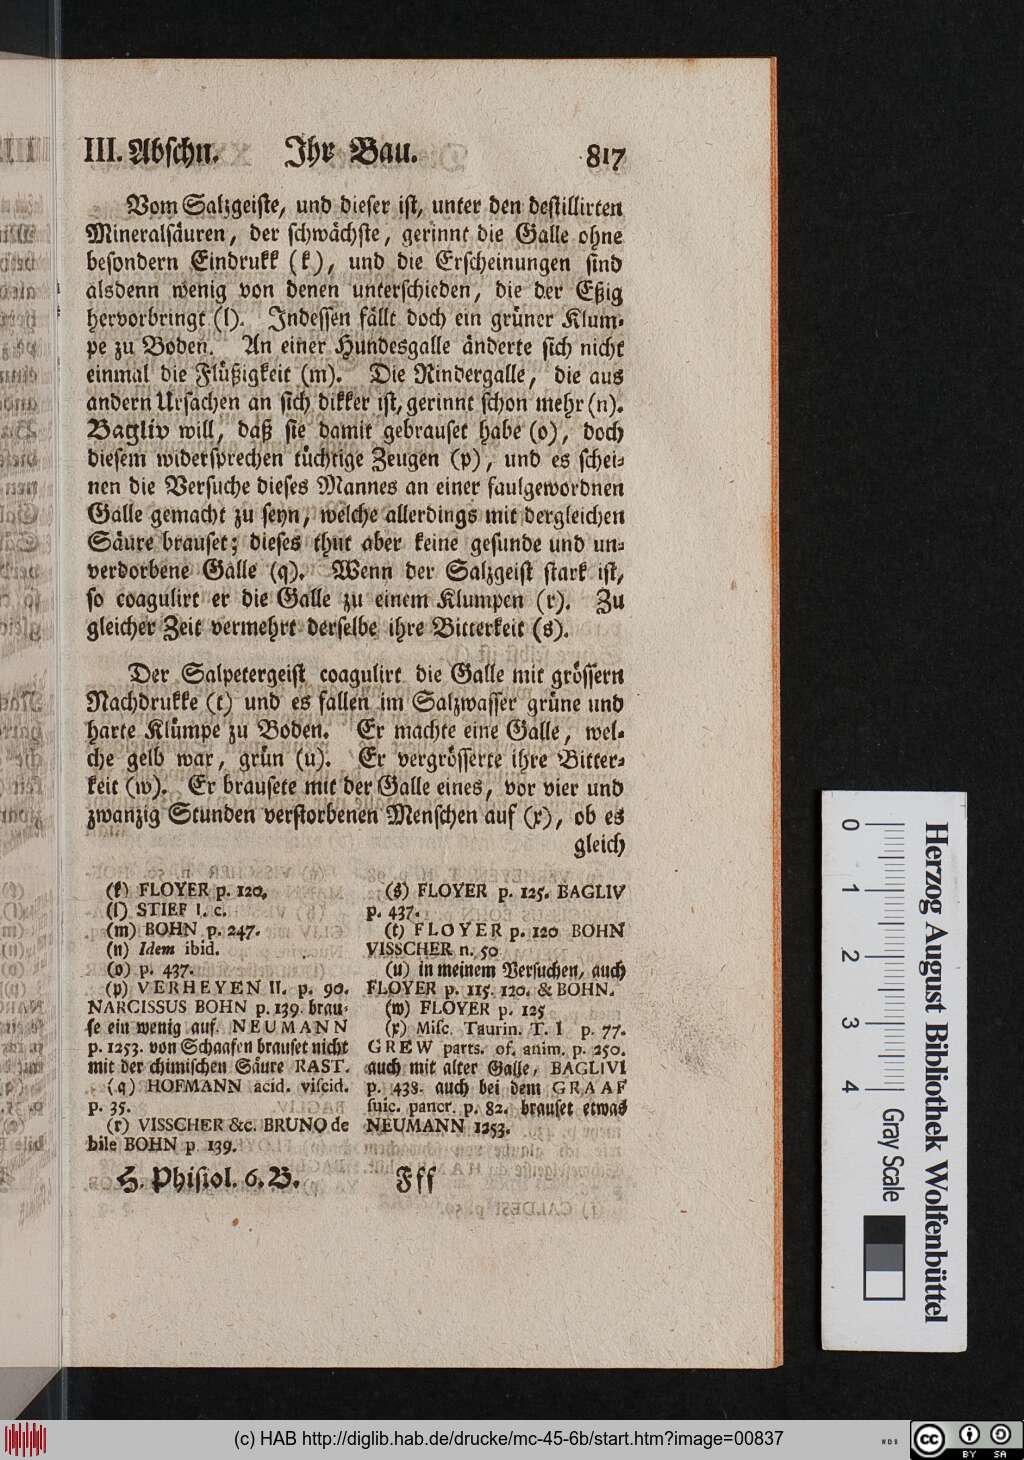 III. Abſchn. Ihr Bau. 817
Vom Salzgeiſte, und dieſer iſt, unter den deſtillirten
Mineralſäuren, der ſchwächſte, gerinnt die Galle ohne
beſondern Eindrukk (k), und die Erſcheinungen ſind
alsdenn wenig von denen unterſchieden, die der Eßig
hervorbringt (l). Indeſſen fällt doch ein grüner Klum-
pe zu Boden. An einer Hundesgalle änderte ſich nicht
einmal die Flüßigkeit (m). Die Rindergalle, die aus
andern Urſachen an ſich dikker iſt, gerinnt ſchon mehr (n).
Bagliv will, daß ſie damit gebrauſet habe (o), doch
dieſem widerſprechen tüchtige Zeugen (p), und es ſchei-
nen die Verſuche dieſes Mannes an einer faulgewordnen
Galle gemacht zu ſeyn, welche allerdings mit dergleichen
Säure brauſet; dieſes thut aber keine geſunde und un-
verdorbene Galle (q). Wenn der Salzgeiſt ſtark iſt,
ſo coagulirt er die Galle zu einem Klumpen (r). Zu
gleicher Zeit vermehrt derſelbe ihre Bitterkeit (s).
Der Salpetergeiſt coagulirt die Galle mit gröſſern
Nachdrukke (t) und es fallen im Salzwaſſer grüne und
harte Klümpe zu Boden. Er machte eine Galle, wel-
che gelb war, grün (u). Er vergröſſerte ihre Bitter-
keit (w). Er brauſete mit der Galle eines, vor vier und
zwanzig Stunden verſtorbenen Menſchen auf (x), ob es
gleich
(k) FLOYER p. 120.
(l) STIEF l. c.
(m) BOHN p. 247.
(n) Idem ibid.
(o) p. 437.
(p) VERHEYEN II. p. 90.
NARCISSUS BOHN p. 139. brau-
ſe ein wenig auf. NEUMANN
p. 1253. von Schaafen brauſet nicht
mit der chimiſchen Säure RAST.
(q) HOFMANN acid. viſcid.
p. 35.
(r) VISSCHER &c. BRUNO de
bile BOHN p. 139.
(s) FLOYER p. 125. BAGLIV
p. 437.
(t) FLOYER p. 120 BOHN
VISSCHER n. 50
(u) in meinem Verſuchen, auch
FLOYER p. 115. 120. & BOHN.
(w) FLOYER p. 125
(x) Miſc. Taurin. T. I p. 77.
GREW parts. of. anim. p. 250.
auch mit alter Galle, BAGLIVI
p. 438. auch bei dem GRAAF
ſuic. pancr. p. 82. brauſet etwas
NEUMANN 1253.
H. Phiſiol. 6. B. Fff
0 1 2 3 4
Gray Scale
Herzog August Bibliothek Wolfenbüttel
(c) HAB http://diglib.hab.de/drucke/mc-45-6b/start.htm?image=00837
cc BY SA